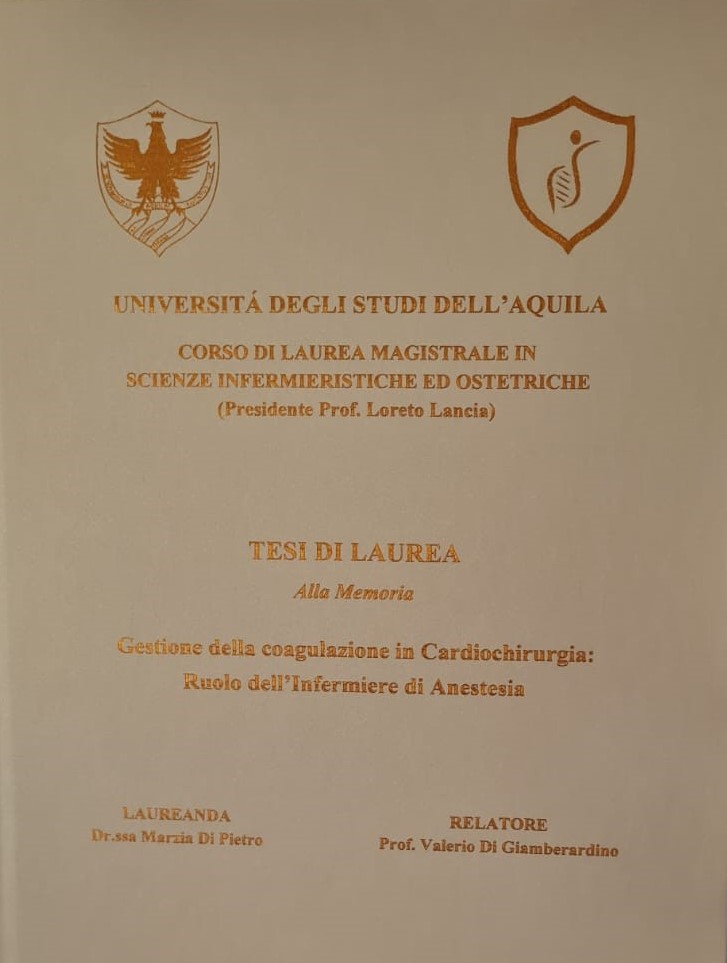 UNIVERSITÁ DEGLI STUDI DELL'AQUILA
CORSO DI LAUREA MAGISTRALE IN
SCIENZE INFERMIERISTICHE ED OSTETRICHE
(Presidente Prof. Loreto Lancia)
TESI DI LAUREA
Alla Memoria
Gestione della coagulazione in Cardiochirurgia:
Ruolo dell'Infermiere di Anestesia
LAUREANDA
Dr.ssa Marzia Di Pietro
RELATORE
Prof. Valerio Di Giamberardino